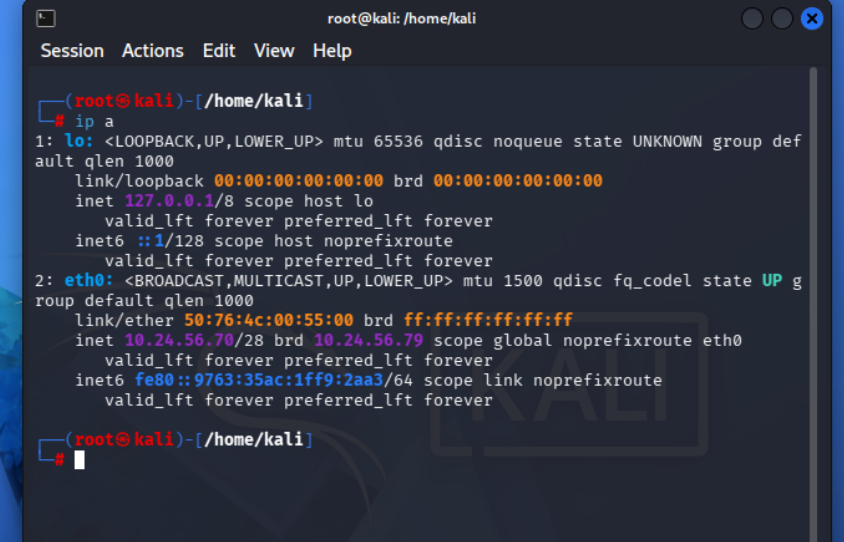 root@kali: /home/kali
Session Actions Edit View Help
┌──(root㉿kali)-[/home/kali]
└─# ip a
1: lo: <LOOPBACK,UP,LOWER_UP> mtu 65536 qdisc noqueue state UNKNOWN group def
ault qlen 1000
    link/loopback 00:00:00:00:00:00 brd 00:00:00:00:00:00
    inet 127.0.0.1/8 scope host lo
       valid_lft forever preferred_lft forever
    inet6 ::1/128 scope host noprefixroute
       valid_lft forever preferred_lft forever
2: eth0: <BROADCAST,MULTICAST,UP,LOWER_UP> mtu 1500 qdisc fq_codel state UP g
roup default qlen 1000
    link/ether 50:76:4c:00:55:00 brd ff:ff:ff:ff:ff:ff
    inet 10.24.56.70/28 brd 10.24.56.79 scope global noprefixroute eth0
       valid_lft forever preferred_lft forever
    inet6 fe80::9763:35ac:1ff9:2aa3/64 scope link noprefixroute
       valid_lft forever preferred_lft forever
KALI
┌──(root㉿kali)-[/home/kali]
└─#